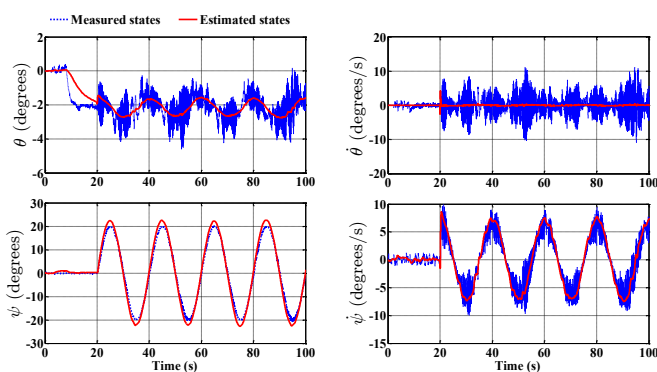 Measured states Estimated states
θ (degrees)
2
0
-2
-4
-6
0 20 40 60 80 100
θ̇ (degrees/s)
20
10
0
-10
-20
0 20 40 60 80 100
ψ (degrees)
30
20
10
0
-10
-20
-30
0 20 40 60 80 100
Time (s)
ψ̇ (degrees/s)
10
5
0
-5
-10
-15
0 20 40 60 80 100
Time (s)